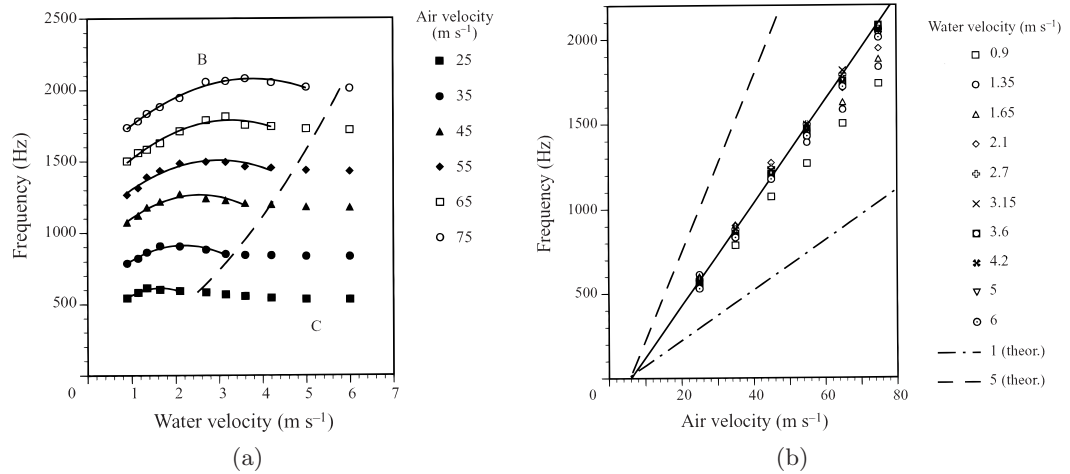 2500
2000
1500
1000
500
0
1
2
3
4
5
6
7
Frequency (Hz)
Water velocity (m s⁻¹)
B
C
Air velocity
(m s⁻¹)
25
35
45
55
65
75
(a)
2000
1500
1000
500
0
20
40
60
80
Frequency (Hz)
Air velocity (m s⁻¹)
Water velocity (m s⁻¹)
0.9
1.35
1.65
2.1
2.7
3.15
3.6
4.2
5
6
1 (theor.)
5 (theor.)
(b)